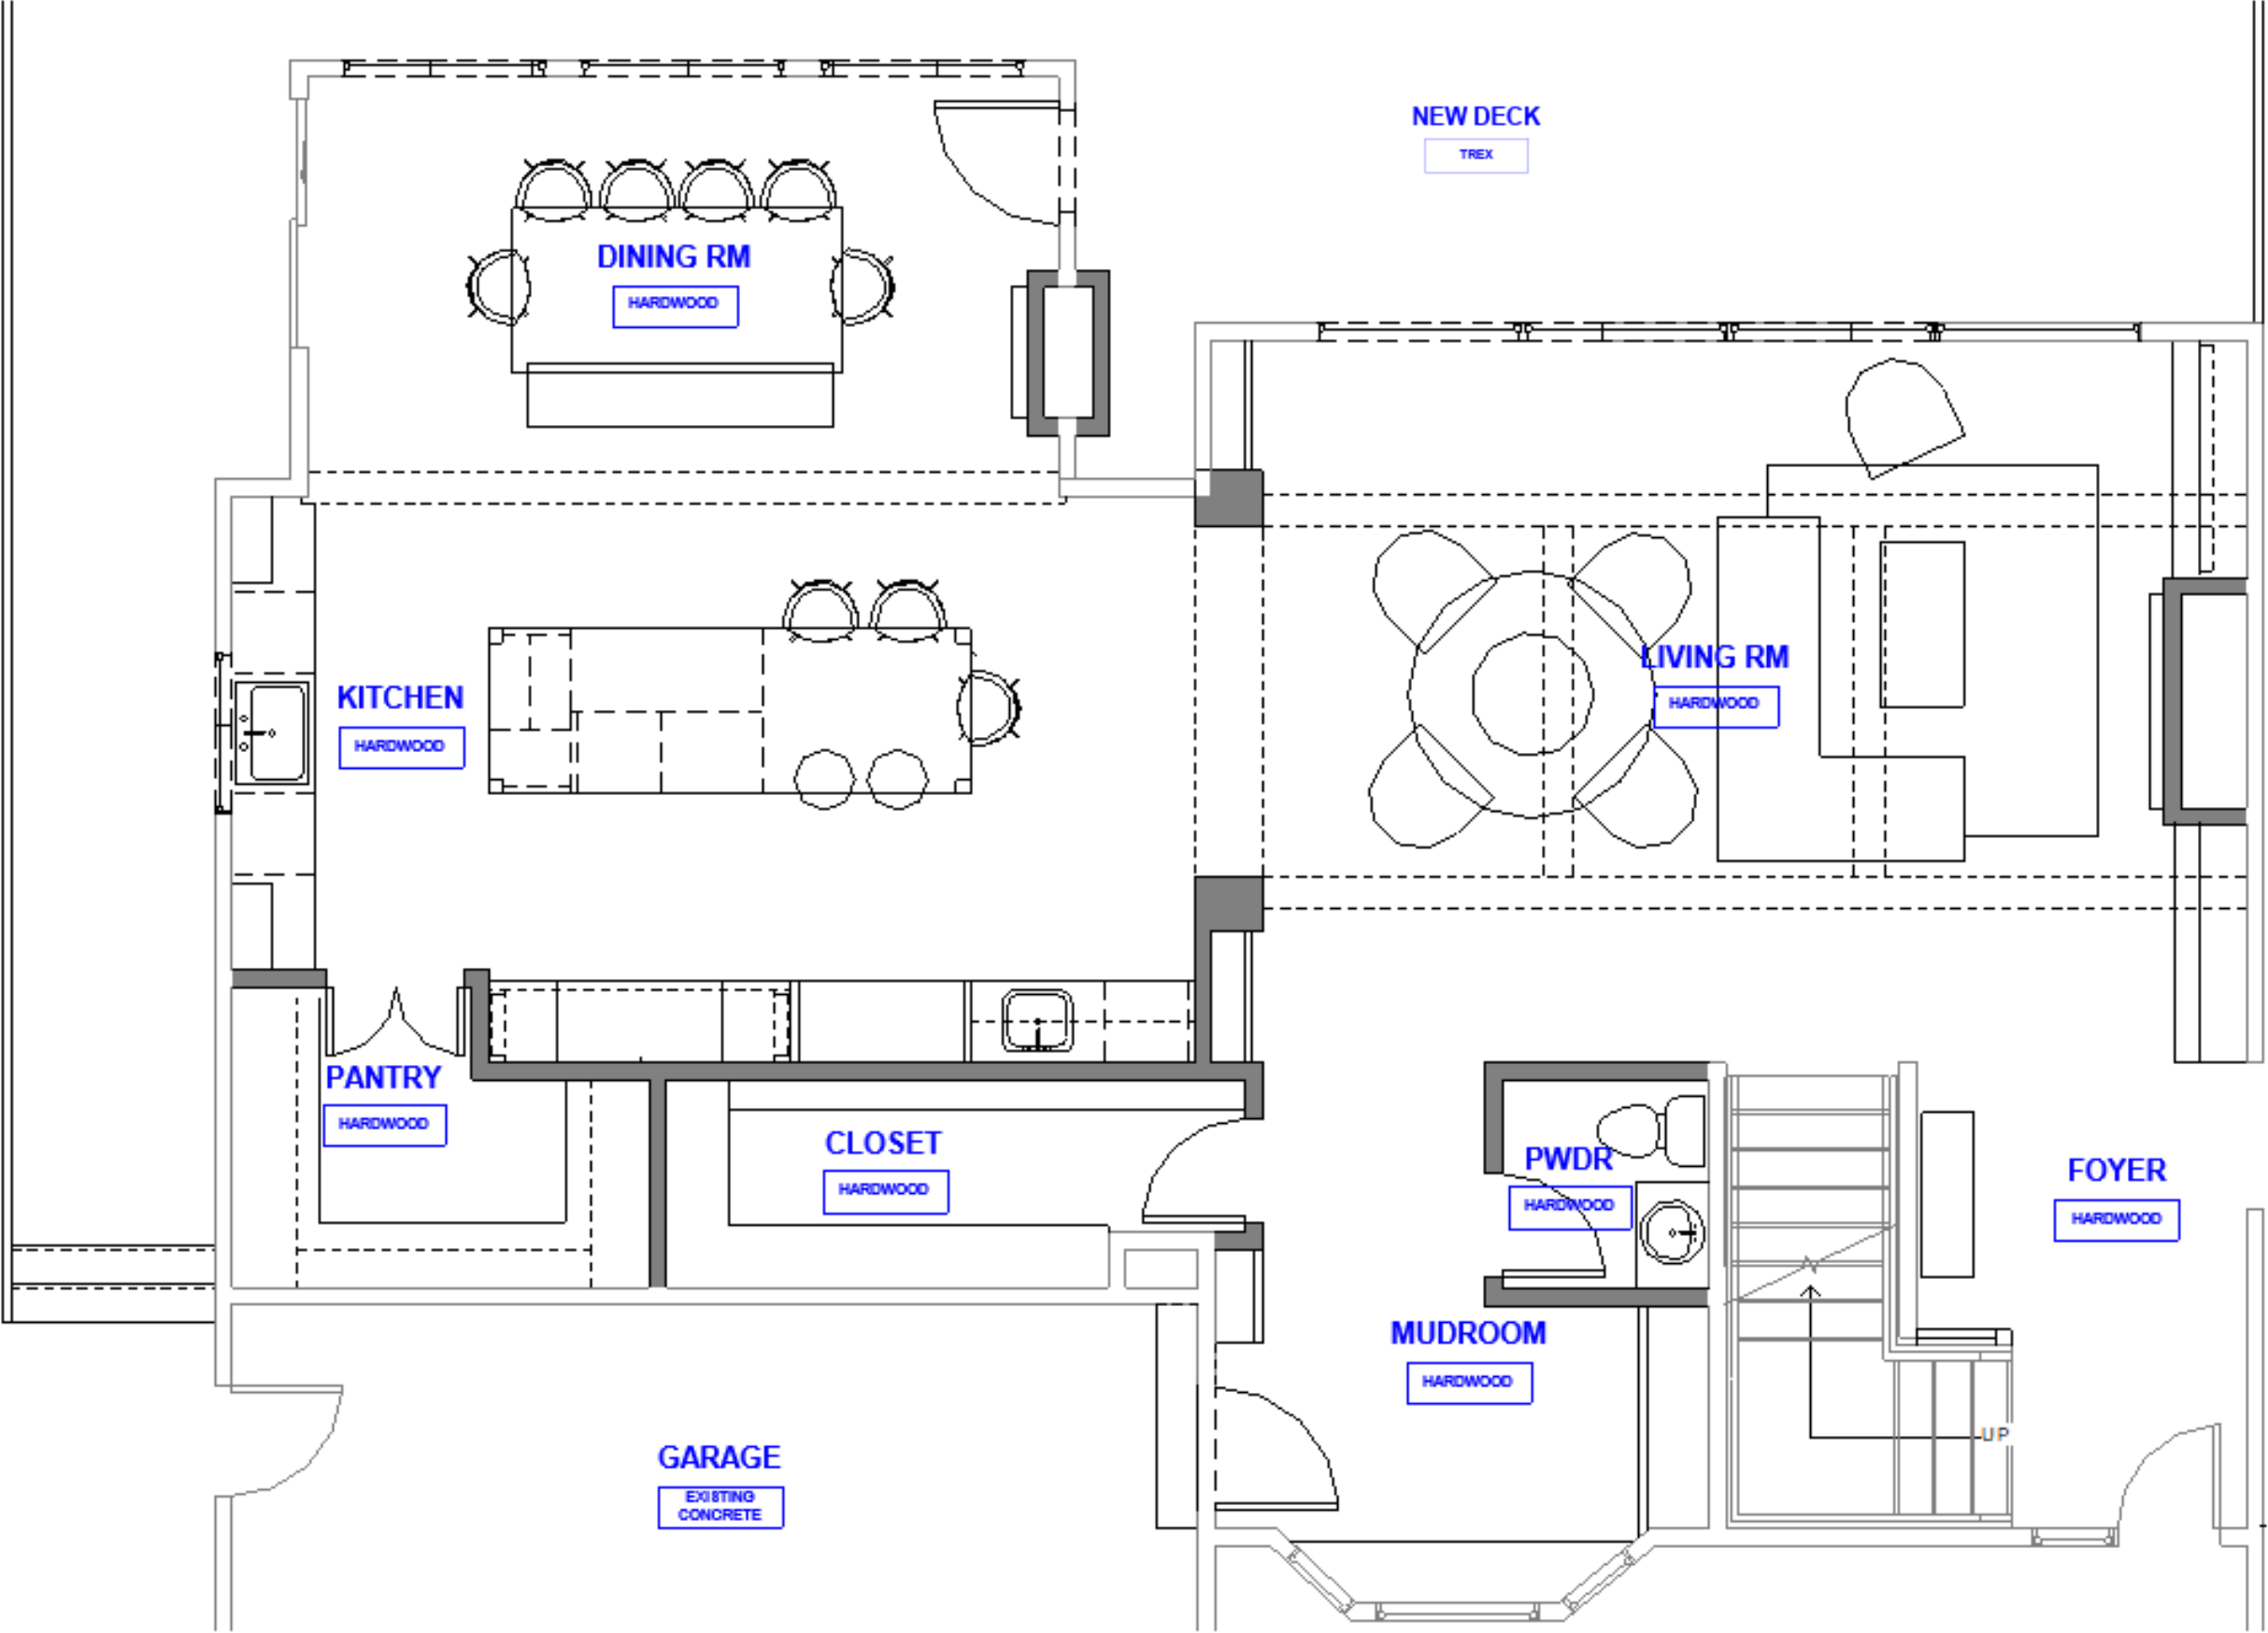 NEW DECK
TREX
DINING RM
HARDWOOD
LIVING RM
HARDWOOD
KITCHEN
HARDWOOD
PANTRY
HARDWOOD
CLOSET
HARDWOOD
PWDR
HARDWOOD
FOYER
HARDWOOD
MUDROOM
HARDWOOD
UP
GARAGE
EXISTING
CONCRETE